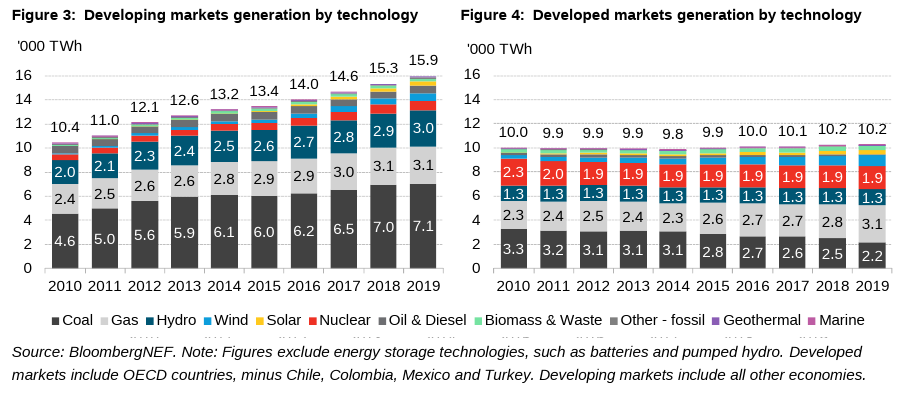 Figure 3:  Developing markets generation by technology
'000 TWh
16
14
12
10
8
6
4
2
0
10.4 11.0 12.1 12.6 13.2 13.4 14.0 14.6 15.3 15.9
2.0 2.1 2.3 2.4 2.5 2.6 2.7 2.8 2.9 3.0
2.4 2.5 2.6 2.6 2.8 2.9 2.9 3.0 3.1 3.1
4.6 5.0 5.6 5.9 6.1 6.0 6.2 6.5 7.0 7.1
2010 2011 2012 2013 2014 2015 2016 2017 2018 2019
Figure 4:  Developed markets generation by technology
'000 TWh
16
14
12
10
8
6
4
2
0
10.0 9.9 9.9 9.9 9.8 9.9 10.0 10.1 10.2 10.2
2.3 2.0 1.9 1.9 1.9 1.9 1.9 1.9 1.9 1.9
1.3 1.3 1.3 1.3 1.3 1.3 1.3 1.3 1.3 1.3
2.3 2.4 2.5 2.4 2.3 2.6 2.7 2.7 2.8 3.1
3.3 3.2 3.1 3.1 3.1 2.8 2.7 2.6 2.5 2.2
2010 2011 2012 2013 2014 2015 2016 2017 2018 2019
Coal Gas Hydro Wind Solar Nuclear Oil & Diesel Biomass & Waste Other - fossil Geothermal Marine
Source: BloombergNEF. Note: Figures exclude energy storage technologies, such as batteries and pumped hydro. Developed
markets include OECD countries, minus Chile, Colombia, Mexico and Turkey. Developing markets include all other economies.